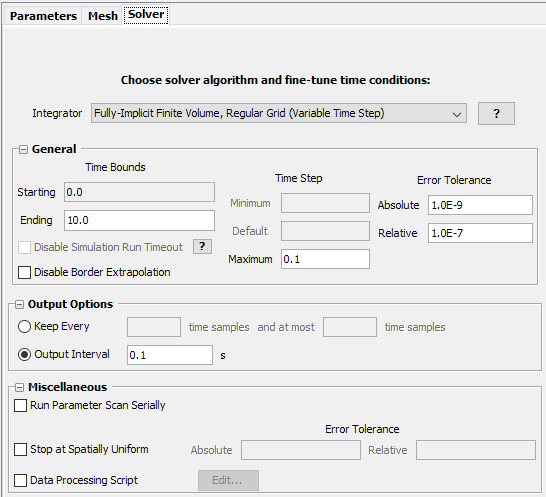 Parameters Mesh Solver
Choose solver algorithm and fine-tune time conditions:
Integrator Fully-Implicit Finite Volume, Regular Grid (Variable Time Step) ?
General
Time Bounds Time Step Error Tolerance
Starting 0.0 Minimum Absolute 1.0E-9
Ending 10.0 Default Relative 1.0E-7
Disable Simulation Run Timeout ? Maximum 0.1
Disable Border Extrapolation
Output Options
Keep Every time samples and at most time samples
Output Interval 0.1 s
Miscellaneous
Run Parameter Scan Serially
Error Tolerance
Stop at Spatially Uniform Absolute Relative
Data Processing Script Edit...